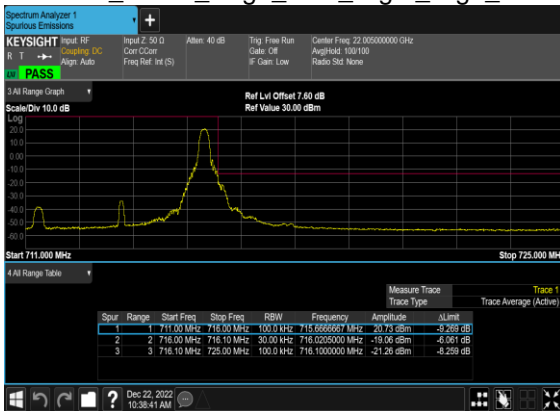 Spectrum Analyzer 1
Spurious Emissions
+
KEYSIGHT Input: RF Input Z: 50 Ω Atten: 40 dB Trig: Free Run Center Freq: 22.005000000 GHz
R T Coupling: DC Corr CCorr Gate: Off Avg|Hold: 100/100
Align: Auto Freq Ref: Int (S) IF Gain: Low Radio Std: None
PASS
3 All Range Graph
Ref Lvl Offset 7.60 dB
Scale/Div 10.0 dB Ref Value 30.00 dBm
Log
20.0
10.0
0.00
-10.0
-20.0
-30.0
-40.0
-50.0
-60.0
Start 711.000 MHz Stop 725.000 MH
4 All Range Table
Measure Trace Trace 1
Trace Type Trace Average (Active)
Spur Range Start Freq Stop Freq RBW Frequency Amplitude ΔLimit
1 1 711.00 MHz 716.00 MHz 100.0 kHz 715.6666667 MHz 20.73 dBm -9.269 dB
2 2 716.00 MHz 716.10 MHz 30.00 kHz 716.0205000 MHz -19.06 dBm -6.061 dB
3 3 716.10 MHz 725.00 MHz 100.0 kHz 716.1000000 MHz -21.26 dBm -8.259 dB
? Dec 22, 2022
10:38:41 AM